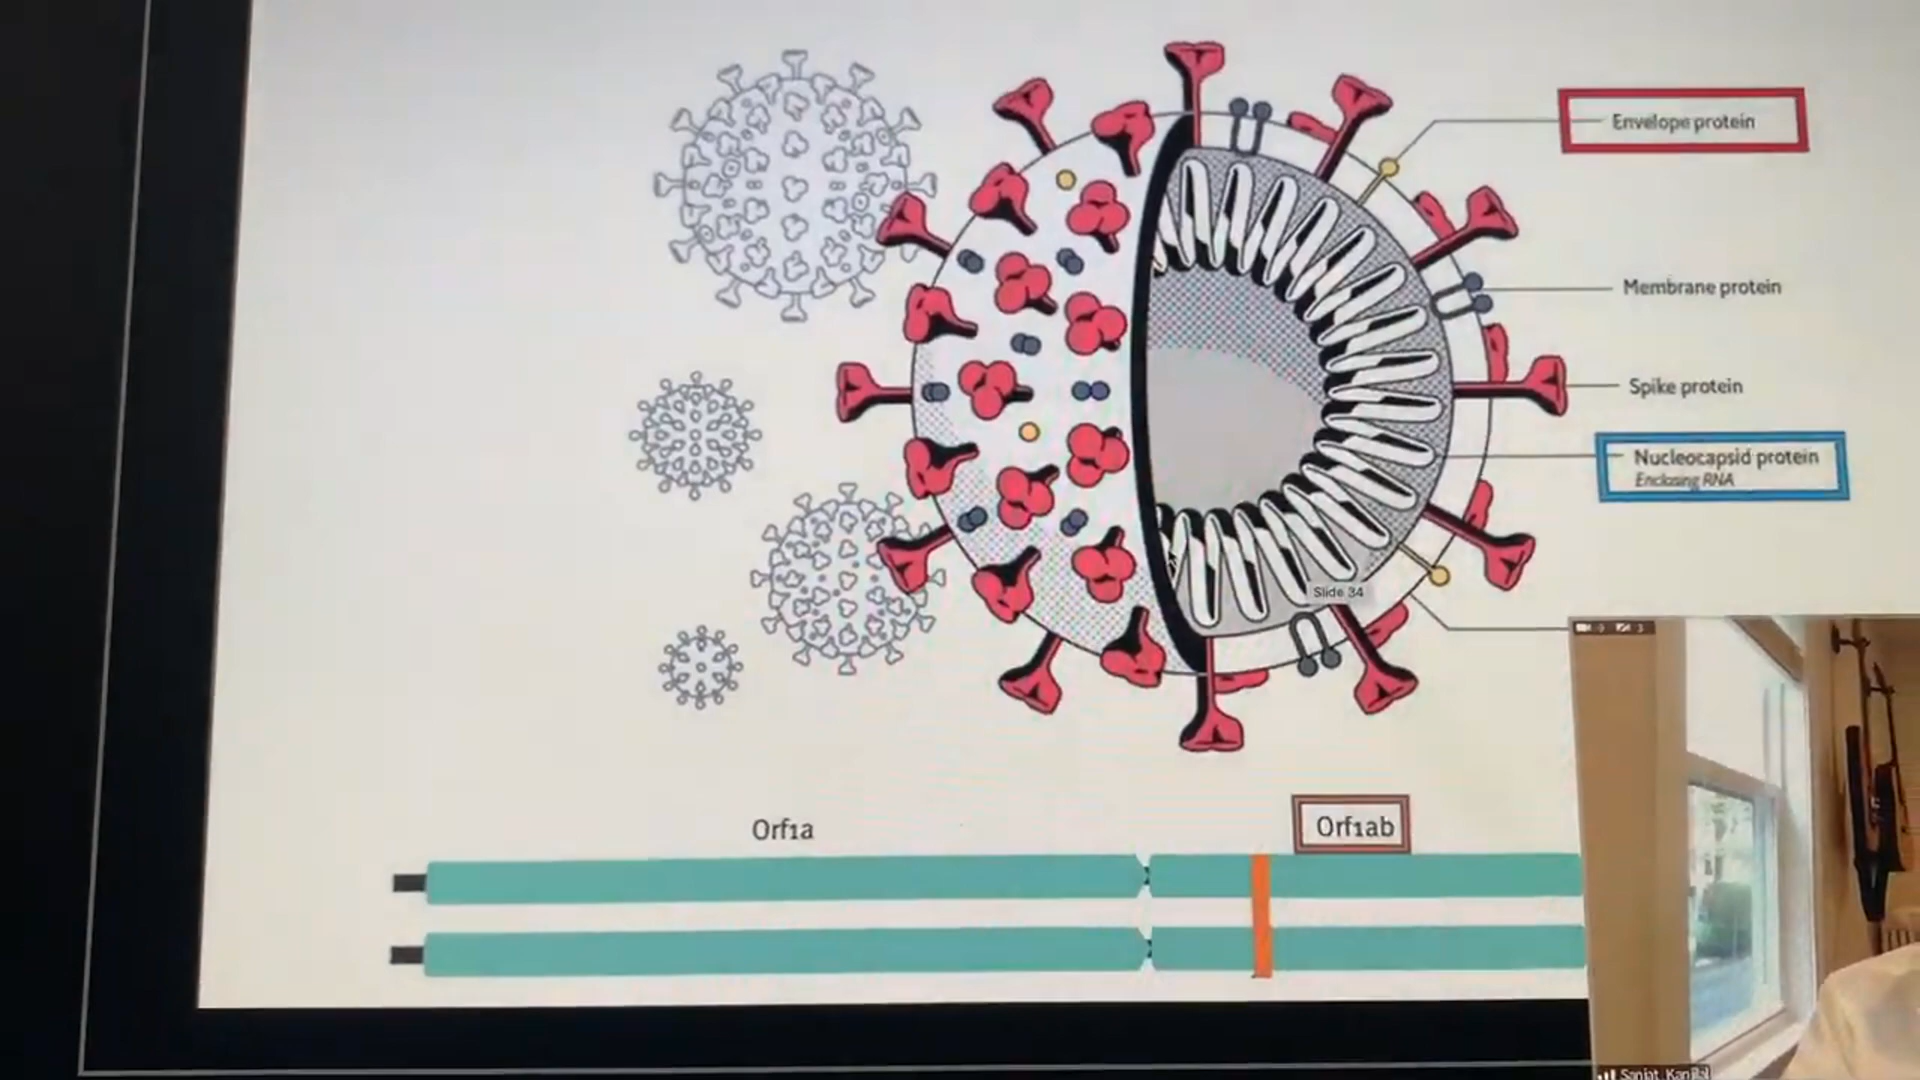 Envelope protein
Membrane protein
Spike protein
Nucleocapsid protein
Enclosing RNA
Slide 34
Orf1a
Orf1ab